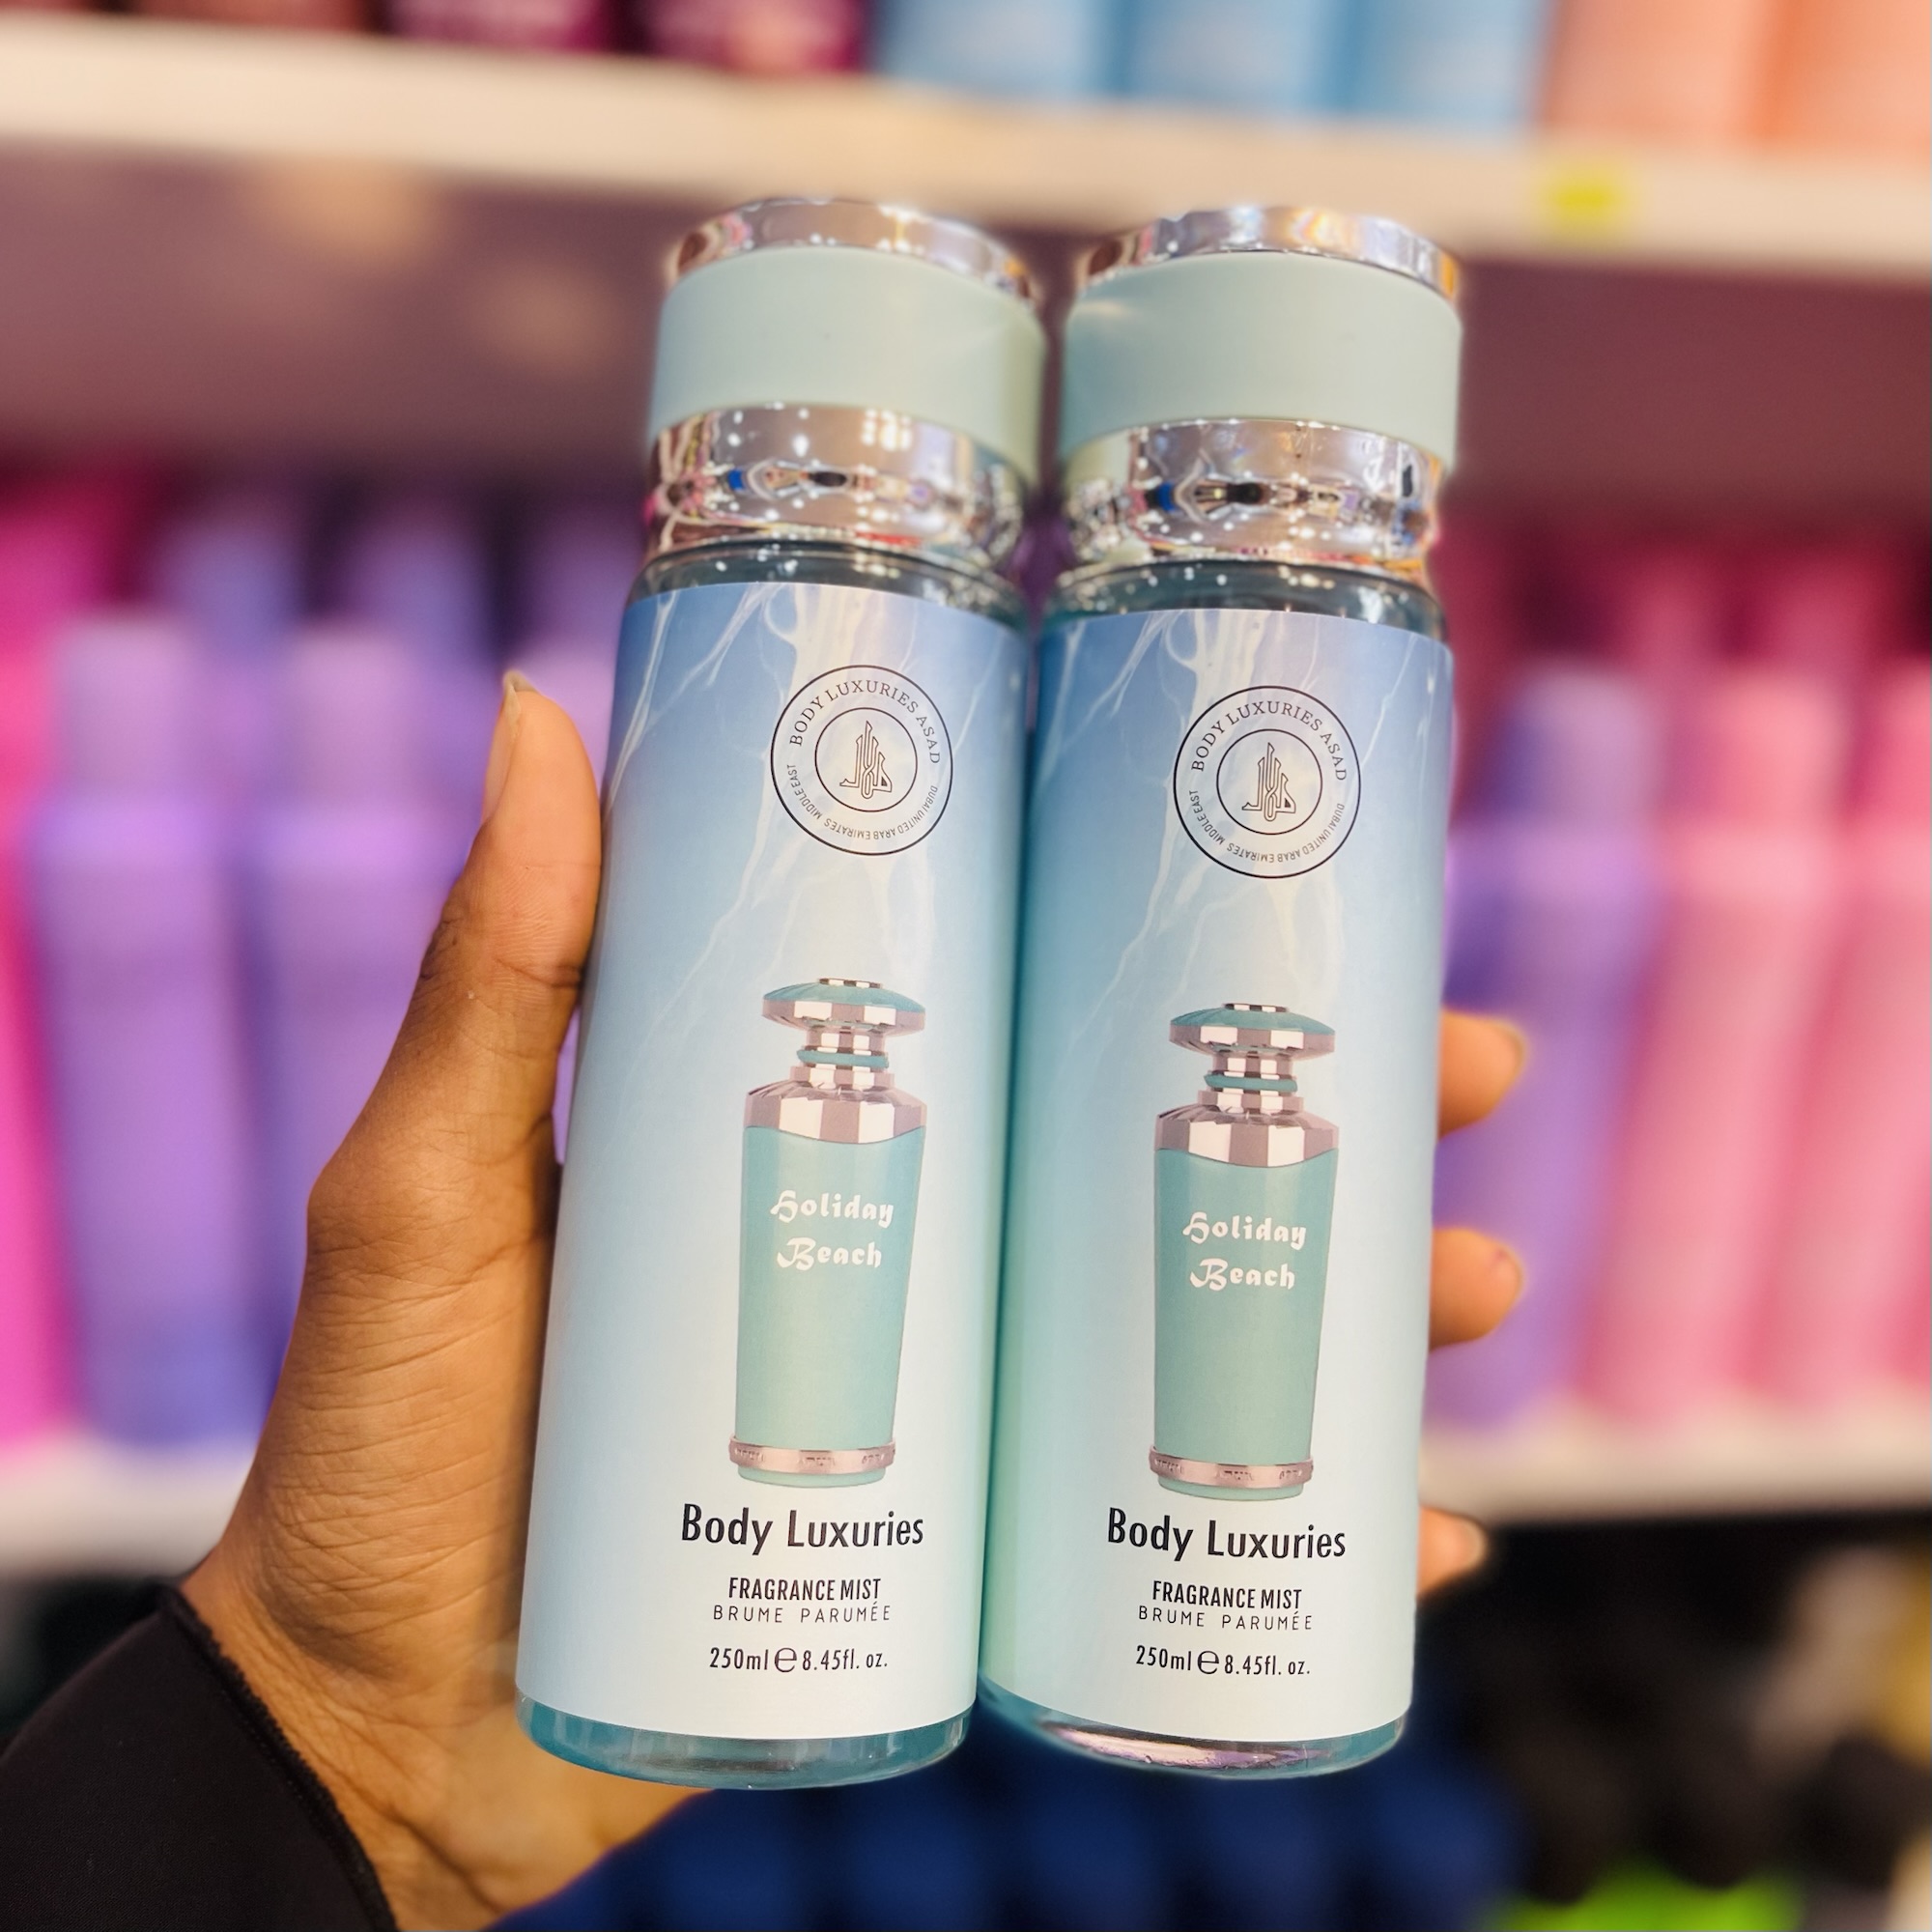 BODY LUXURIES ASAD
DUBAI UNITED ARAB EMIRATES MIDDLE EAST
Holiday
Beach
Body Luxuries
FRAGRANCE MIST
BRUME PARUMÉE
250ml ℮ 8.45fl. oz.
BODY LUXURIES ASAD
DUBAI UNITED ARAB EMIRATES MIDDLE EAST
Holiday
Beach
Body Luxuries
FRAGRANCE MIST
BRUME PARUMÉE
250ml ℮ 8.45fl. oz.